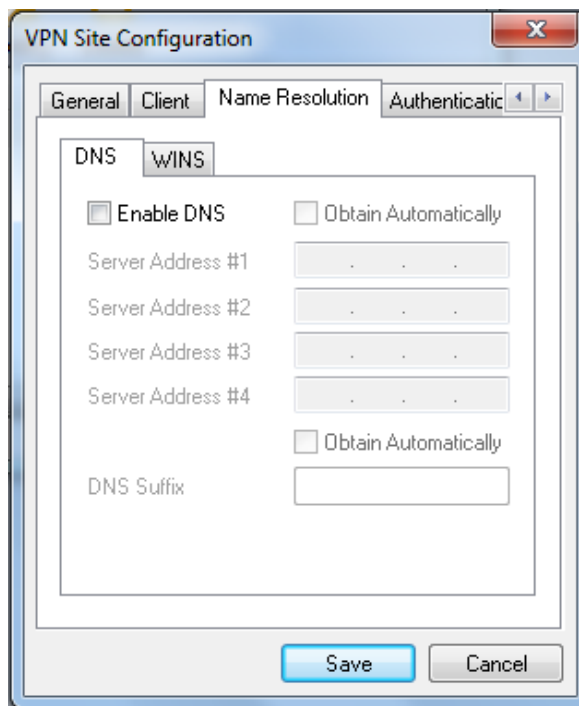 VPN Site Configuration
General Client Name Resolution Authenticatic
DNS WINS
Enable DNS Obtain Automatically
Server Address #1 . . .
Server Address #2 . . .
Server Address #3 . . .
Server Address #4 . . .
Obtain Automatically
DNS Suffix
Save Cancel